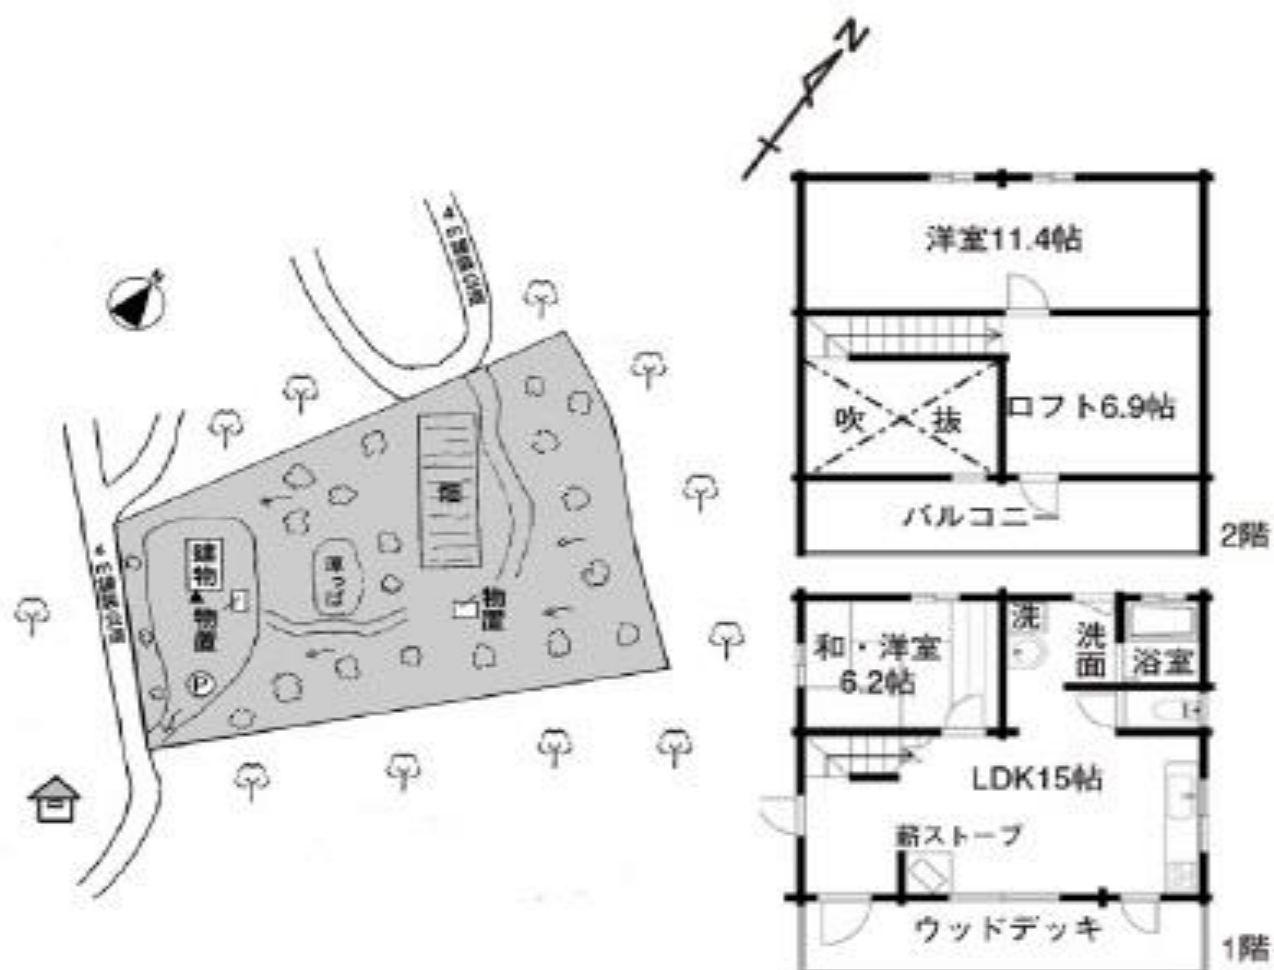 N
洋室11.4帖
吹 抜
ロフト6.9帖
バルコニー
2階
建物
物置
P
原っぱ
畑
物置
和・洋室
6.2帖
洗
洗面
浴室
LDK15帖
薪ストーブ
ウッドデッキ
1階